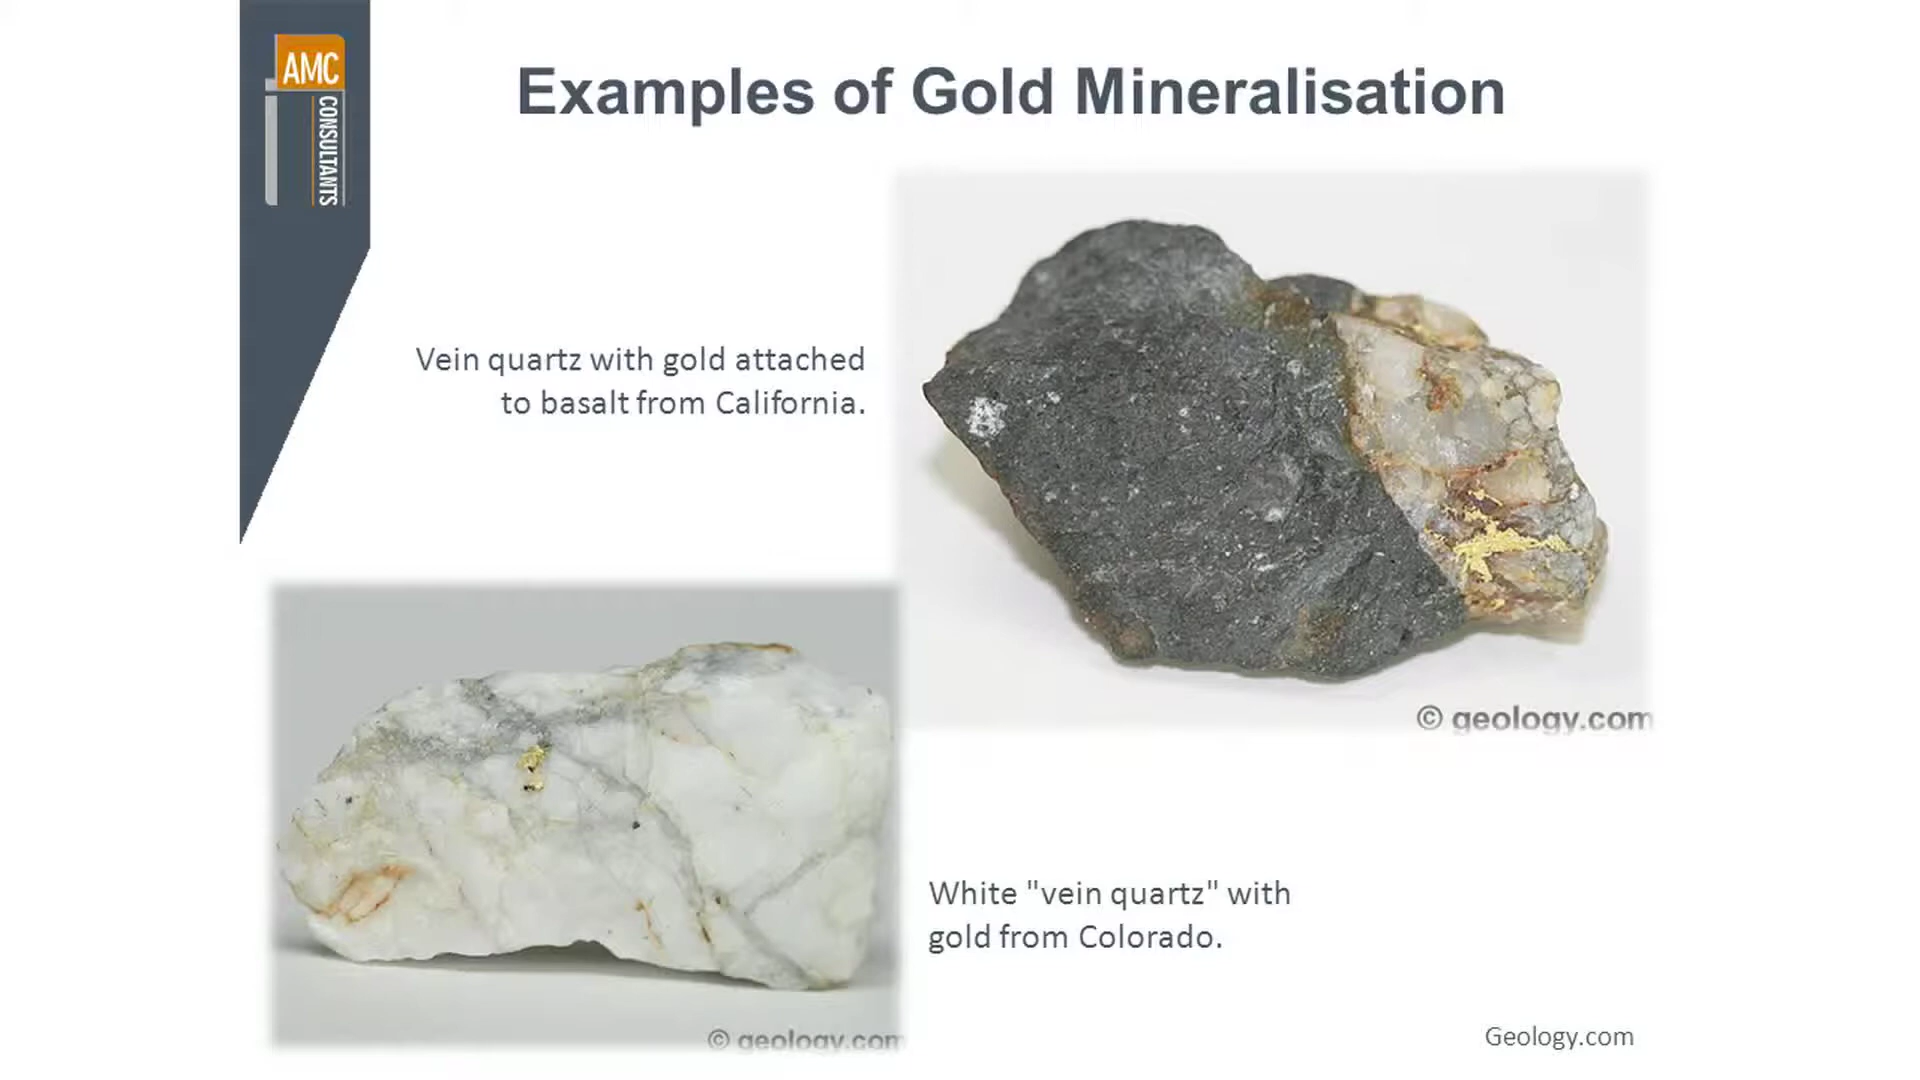 AMC
CONSULTANTS
Examples of Gold Mineralisation
Vein quartz with gold attached
to basalt from California.
© geology.com
White "vein quartz" with
gold from Colorado.
© geology.com
Geology.com